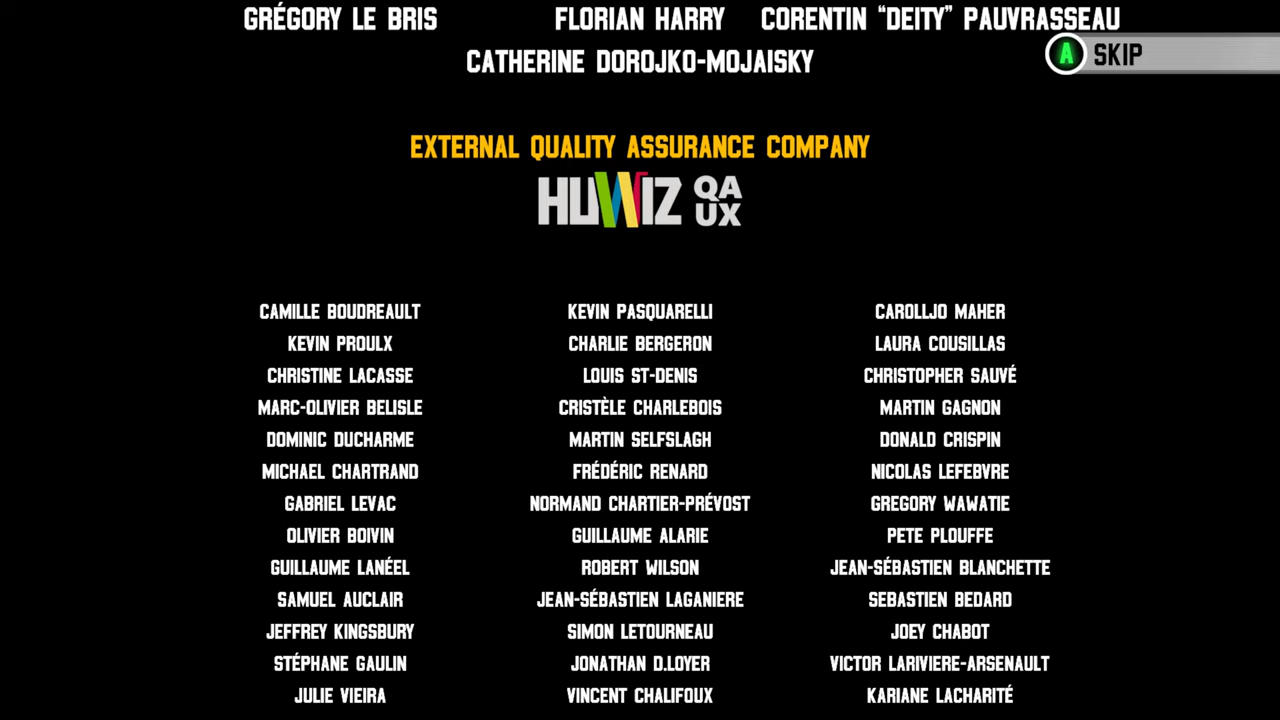 GRÉGORY LE BRIS FLORIAN HARRY CORENTIN “DEITY” PAUVRASSEAU
A SKIP
CATHERINE DOROJKO-MOJAISKY
EXTERNAL QUALITY ASSURANCE COMPANY
HUWIZ QA UX
CAMILLE BOUDREAULT KEVIN PASQUARELLI CAROLLJO MAHER
KEVIN PROULX CHARLIE BERGERON LAURA COUSILLAS
CHRISTINE LACASSE LOUIS ST-DENIS CHRISTOPHER SAUVÉ
MARC-OLIVIER BELISLE CRISTÈLE CHARLEBOIS MARTIN GAGNON
DOMINIC DUCHARME MARTIN SELFSLAGH DONALD CRISPIN
MICHAEL CHARTRAND FRÉDÉRIC RENARD NICOLAS LEFEBVRE
GABRIEL LEVAC NORMAND CHARTIER-PRÉVOST GREGORY WAWATIE
OLIVIER BOIVIN GUILLAUME ALARIE PETE PLOUFFE
GUILLAUME LANÉEL ROBERT WILSON JEAN-SÉBASTIEN BLANCHETTE
SAMUEL AUCLAIR JEAN-SÉBASTIEN LAGANIERE SEBASTIEN BEDARD
JEFFREY KINGSBURY SIMON LETOURNEAU JOEY CHABOT
STÉPHANE GAULIN JONATHAN D.LOYER VICTOR LARIVIERE-ARSENAULT
JULIE VIEIRA VINCENT CHALIFOUX KARIANE LACHARITÉ